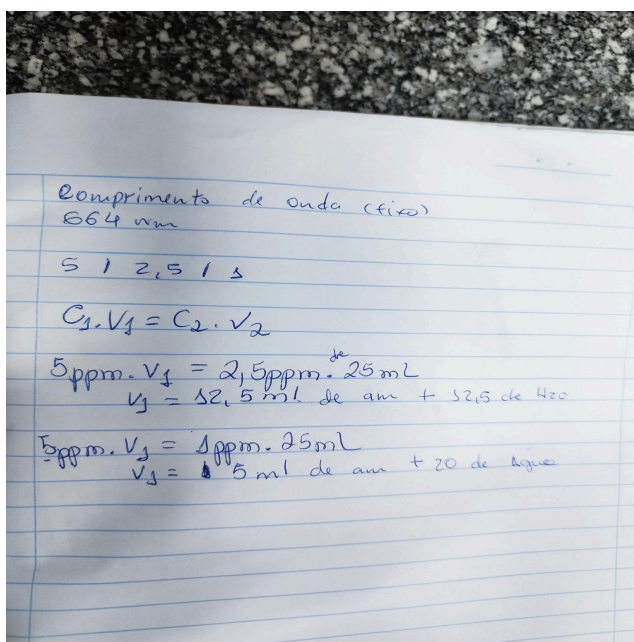 Comprimento de onda (fixo)
664 nm
5 / 2,5 / 1
C1.V1 = C2.V2
5ppm.V1 = 2,5ppm.de 25mL
V1 = 12,5 ml de am + 12,5 de H2O
5ppm.V1 = 1ppm.25mL
V1 = 5 ml de am + 20 de Água